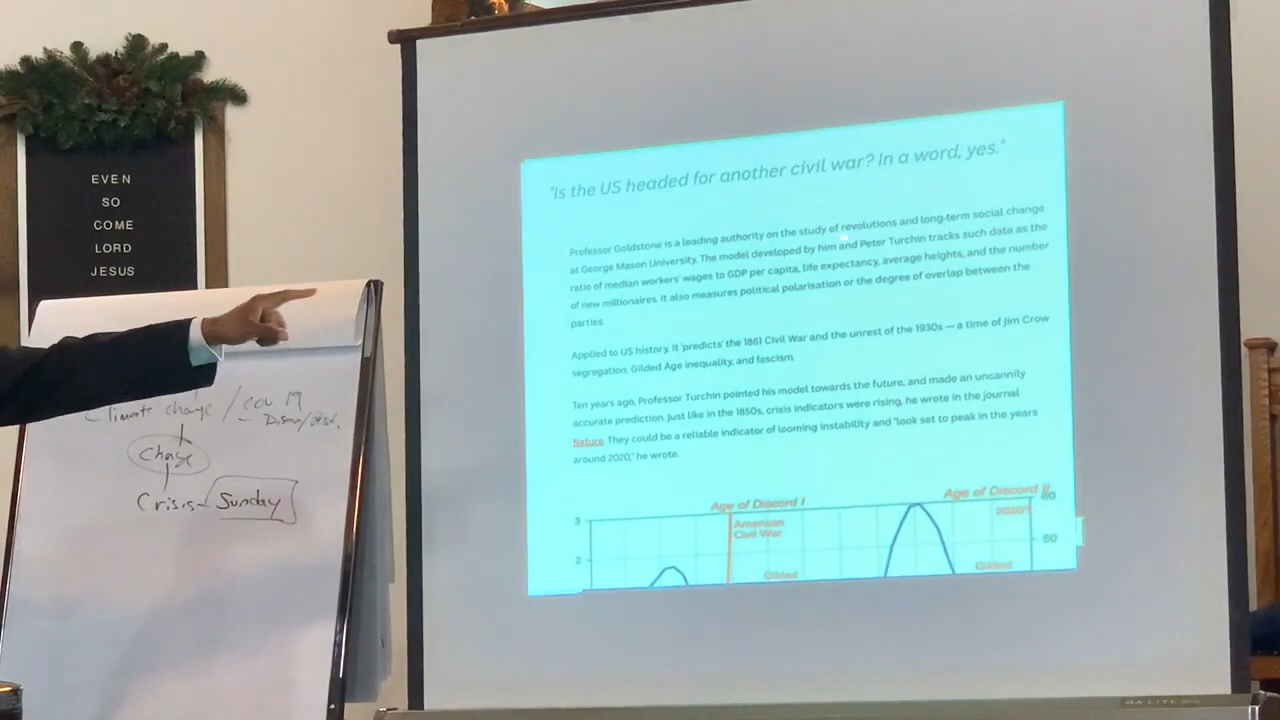 EVEN
SO
COME
LORD
JESUS
Climate change / COV 19
Change
Crisis - Sunday
"Is the US headed for another civil war? In a word, yes."
Professor Goldstone is a leading authority on the study of revolutions and long-term social change
at George Mason University. The model developed by him and Peter Turchin tracks such data as the
ratio of median workers' wages to GDP per capita, life expectancy, average heights, and the number
of new millionaires. It also measures political polarisation or the degree of overlap between the
parties.
Applied to US history, it 'predicts' the 1861 Civil War and the unrest of the 1930s — a time of Jim Crow
segregation, Gilded Age inequality, and fascism.
Ten years ago, Professor Turchin pointed his model towards the future, and made an uncannily
accurate prediction. Just like in the 1850s, crisis indicators were rising, he wrote in the journal
Nature. They could be a reliable indicator of looming instability and "look set to peak in the years
around 2020," he wrote.
Age of Discord I
Age of Discord II
3
American
Civil War
2020?
60
50
2
Gilded
Gilded
DA-LITE